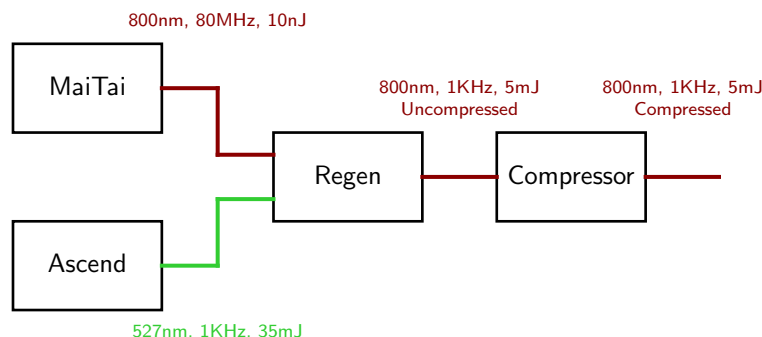 800nm, 80MHz, 10nJ
MaiTai
800nm, 1KHz, 5mJ
Uncompressed
800nm, 1KHz, 5mJ
Compressed
Regen
Compressor
Ascend
527nm, 1KHz, 35mJ